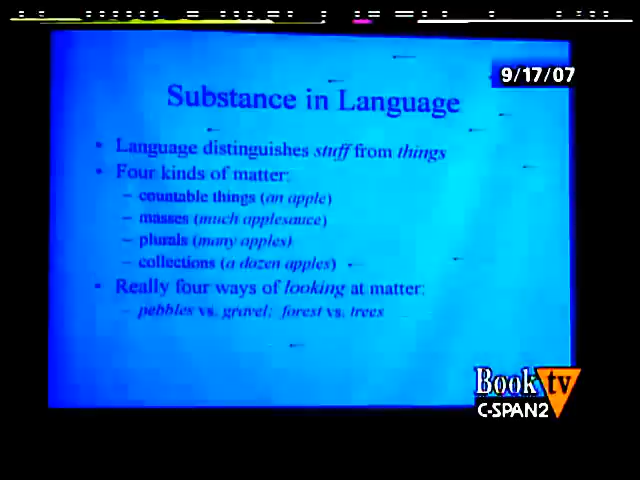 9/17/07
Substance in Language
• Language distinguishes stuff from things
• Four kinds of matter:
– countable things (an apple)
– masses (much applesauce)
– plurals (many apples)
– collections (a dozen apples)
• Really four ways of looking at matter:
– pebbles vs. gravel; forest vs. trees
Book tv
C-SPAN2